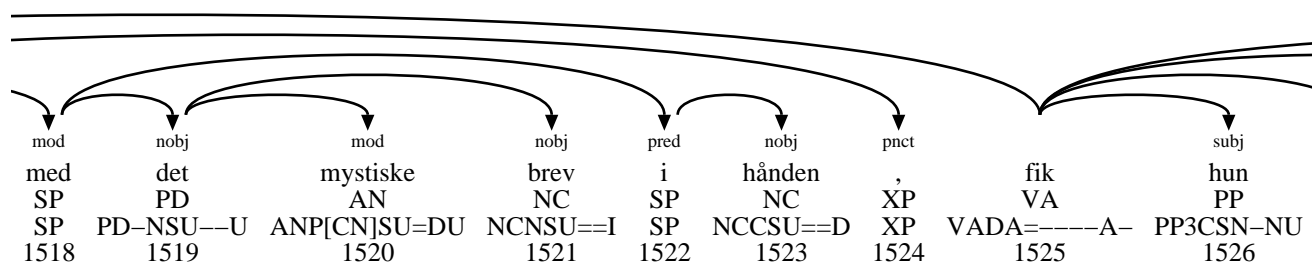 mod nobj mod nobj pred nobj pnct subj
med det mystiske brev i hånden , fik hun
SP PD AN NC SP NC XP VA PP
SP PD−NSU−−U ANP[CN]SU=DU NCNSU==I SP NCCSU==D XP VADA=−−−−A− PP3CSN−NU
1518 1519 1520 1521 1522 1523 1524 1525 1526